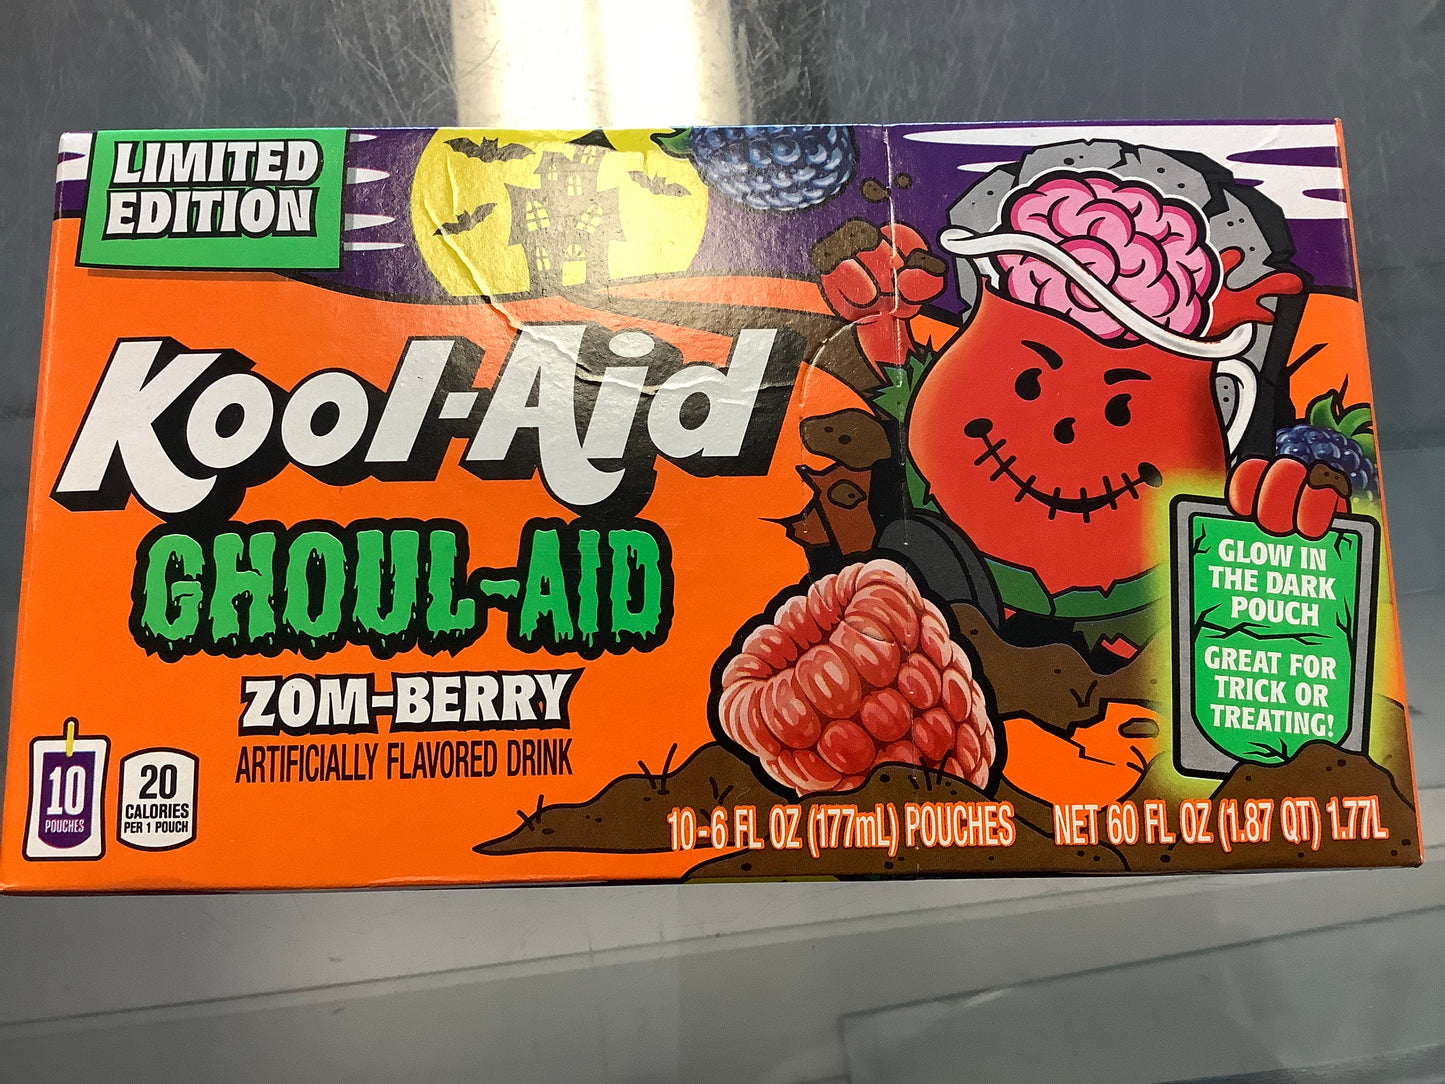 LIMITED
EDITION
Kool-Aid
GHOUL-AID
ZOM-BERRY
ARTIFICIALLY FLAVORED DRINK
10
POUCHES
20
CALORIES
PER 1 POUCH
GLOW IN
THE DARK
POUCH
GREAT FOR
TRICK OR
TREATING!
10-6 FL OZ (177mL) POUCHES NET 60 FL OZ (1.87 QT) 1.77L